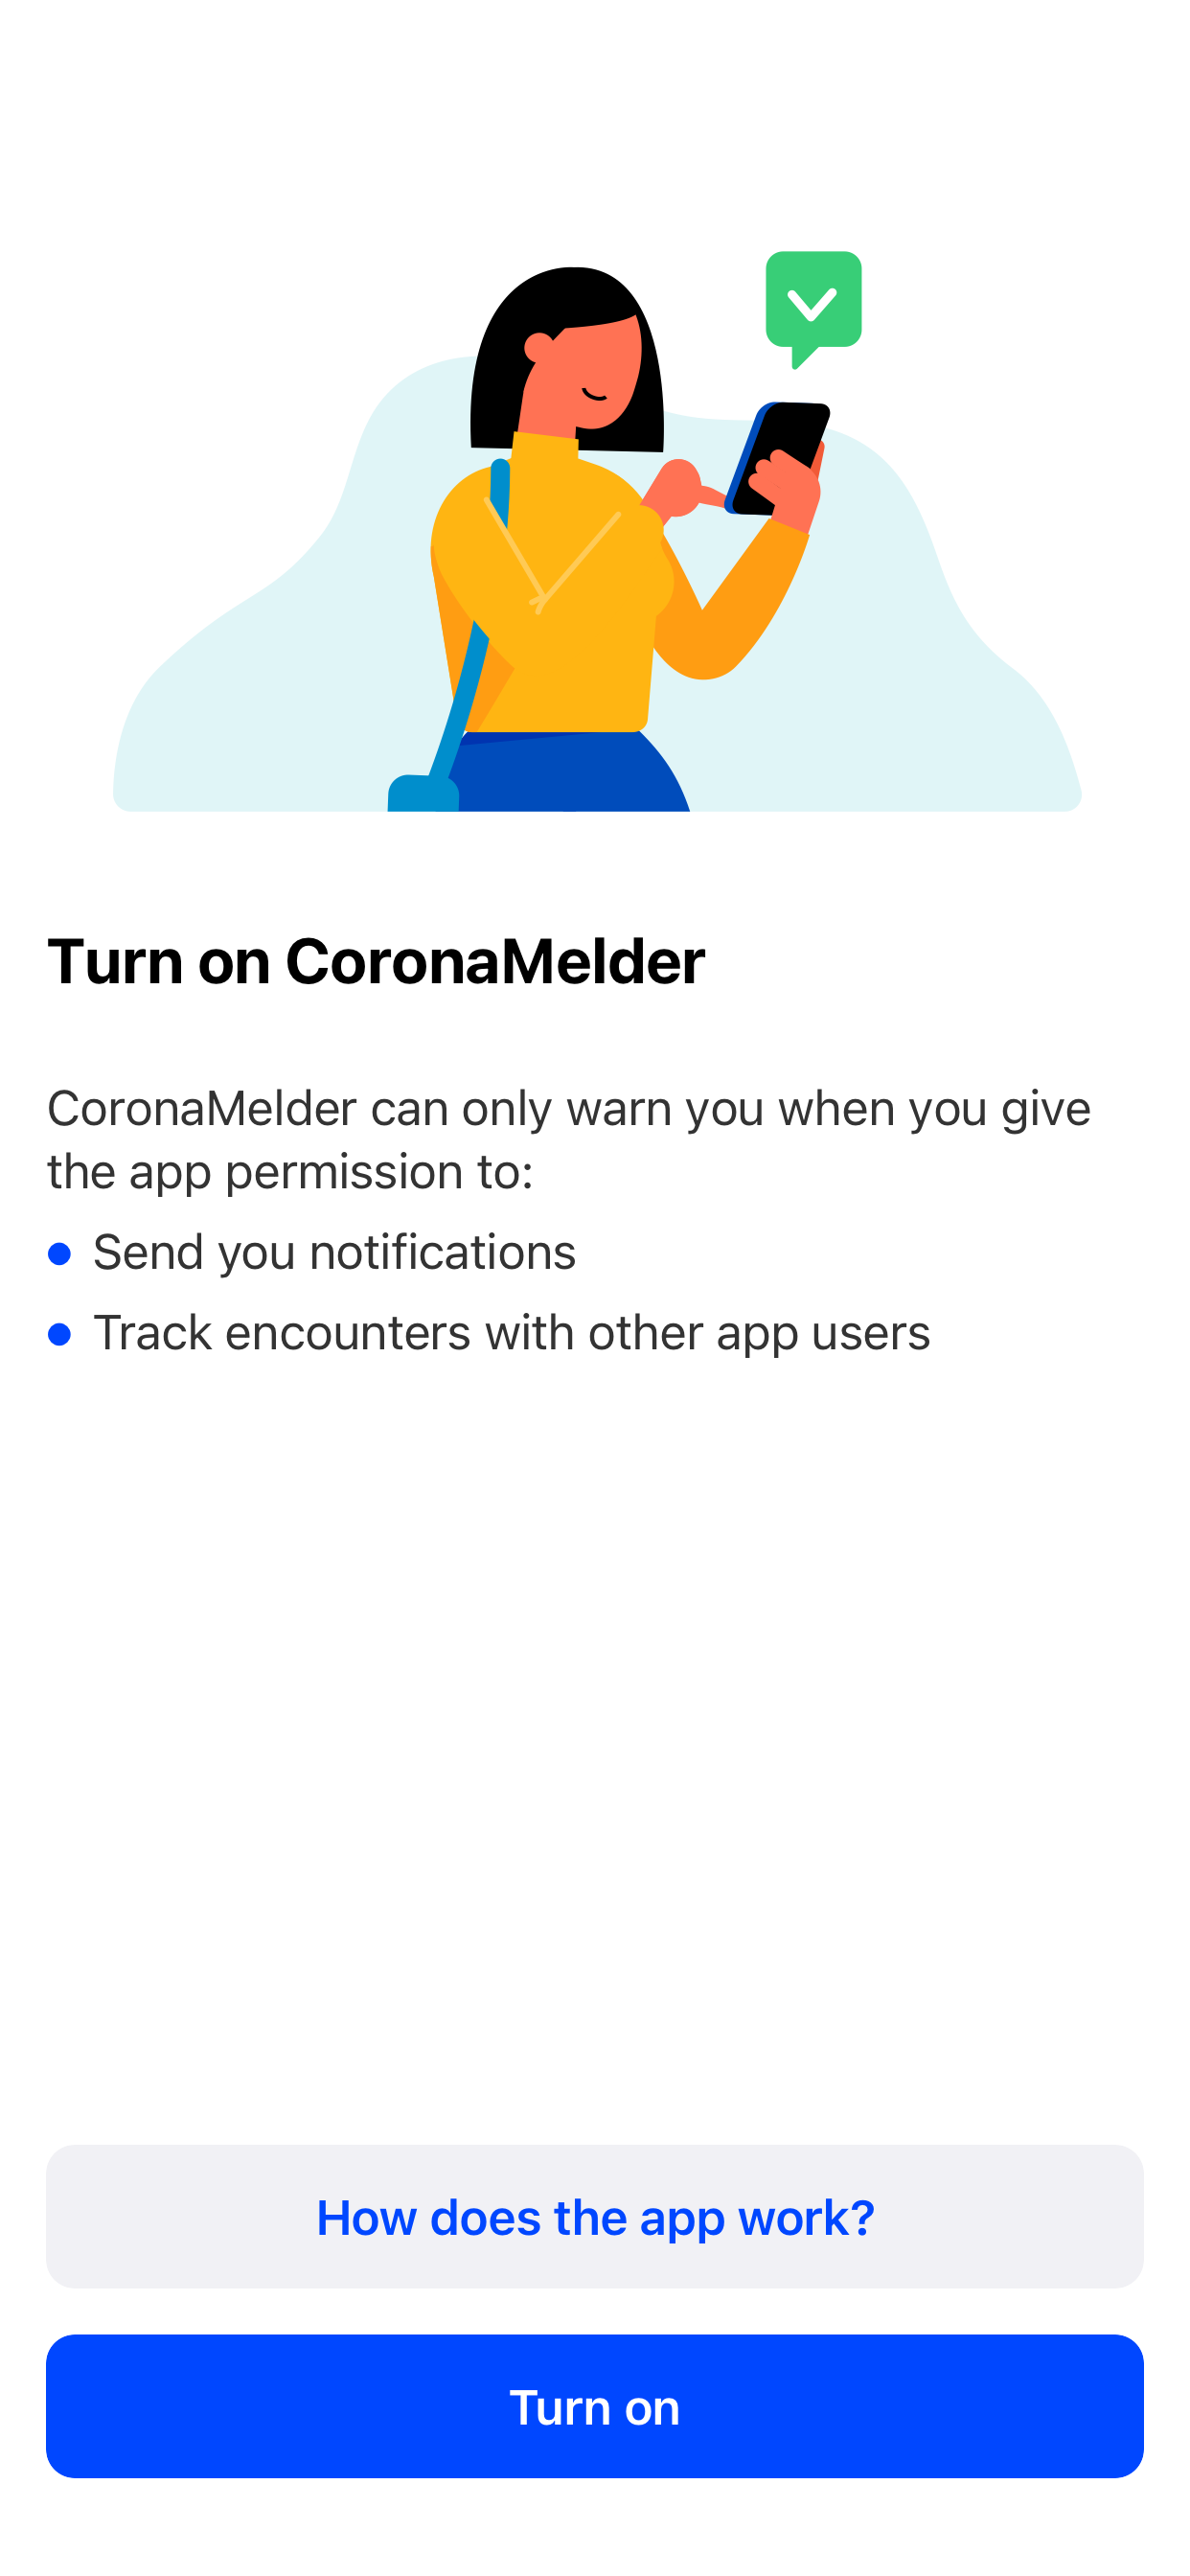 Turn on CoronaMelder
CoronaMelder can only warn you when you give
the app permission to:
Send you notifications
Track encounters with other app users
How does the app work?
Turn on